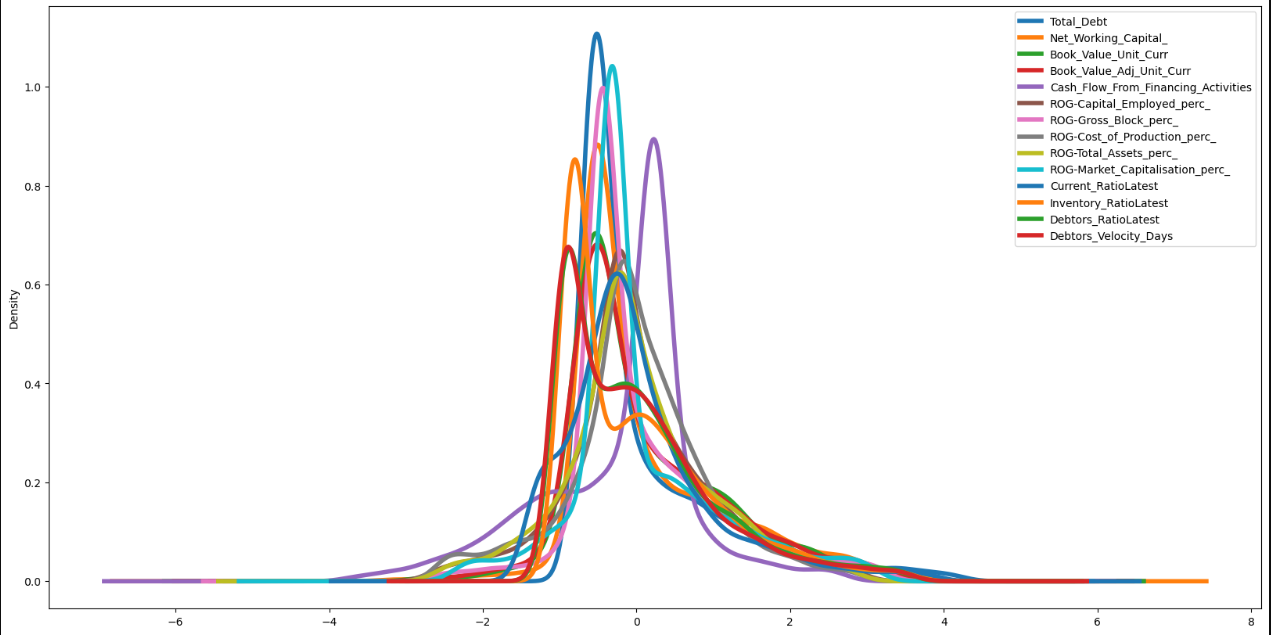 Total_Debt
Net_Working_Capital_
Book_Value_Unit_Curr
Book_Value_Adj_Unit_Curr
Cash_Flow_From_Financing_Activities
ROG-Capital_Employed_perc_
ROG-Gross_Block_perc_
ROG-Cost_of_Production_perc_
ROG-Total_Assets_perc_
ROG-Market_Capitalisation_perc_
Current_RatioLatest
Inventory_RatioLatest
Debtors_RatioLatest
Debtors_Velocity_Days
Density
1.0
0.8
0.6
0.4
0.2
0.0
−6 −4 −2 0 2 4 6 8